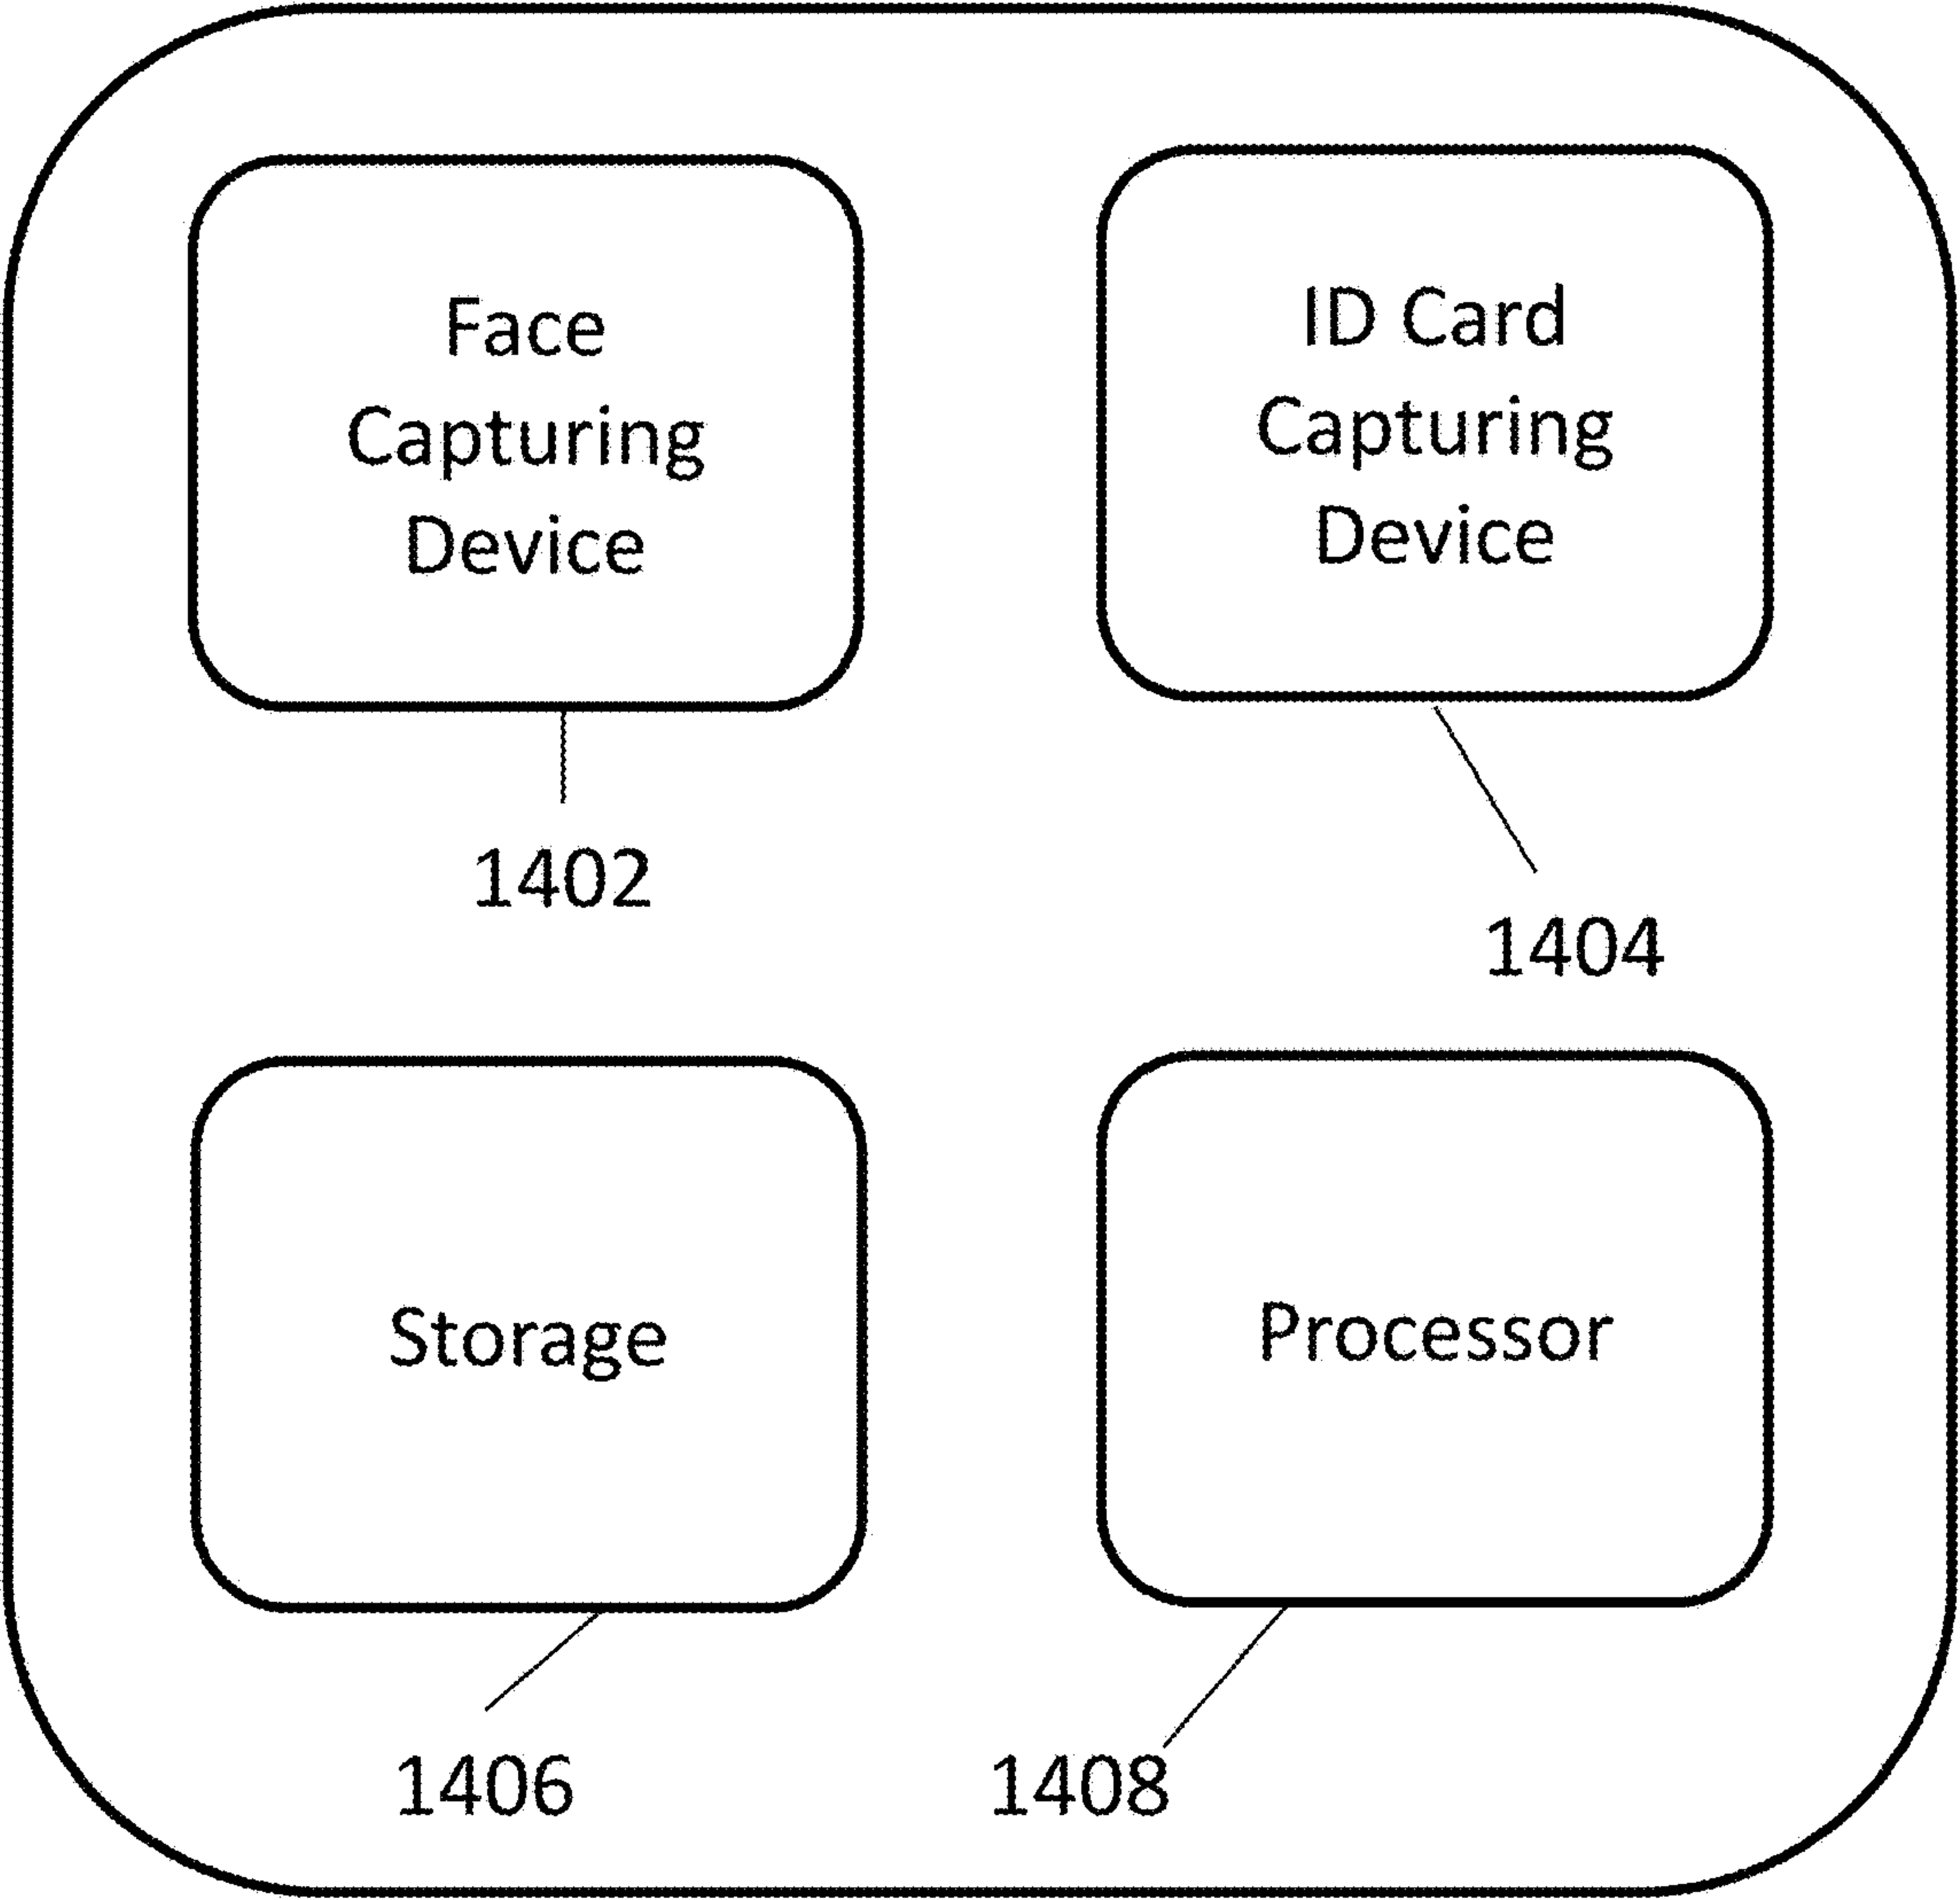 Face
Capturing
Device
1402
ID Card
Capturing
Device
1404
Storage
1406
Processor
1408